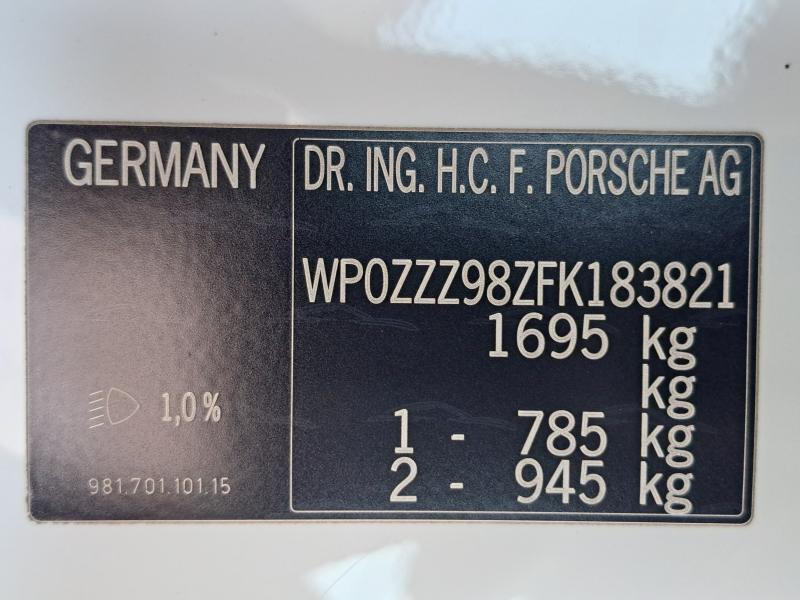 GERMANY
DR. ING. H.C. F. PORSCHE AG
WP0ZZZ98ZFK183821
1695 kg
kg
1 - 785 kg
2 - 945 kg
1,0 %
981.701.101.15